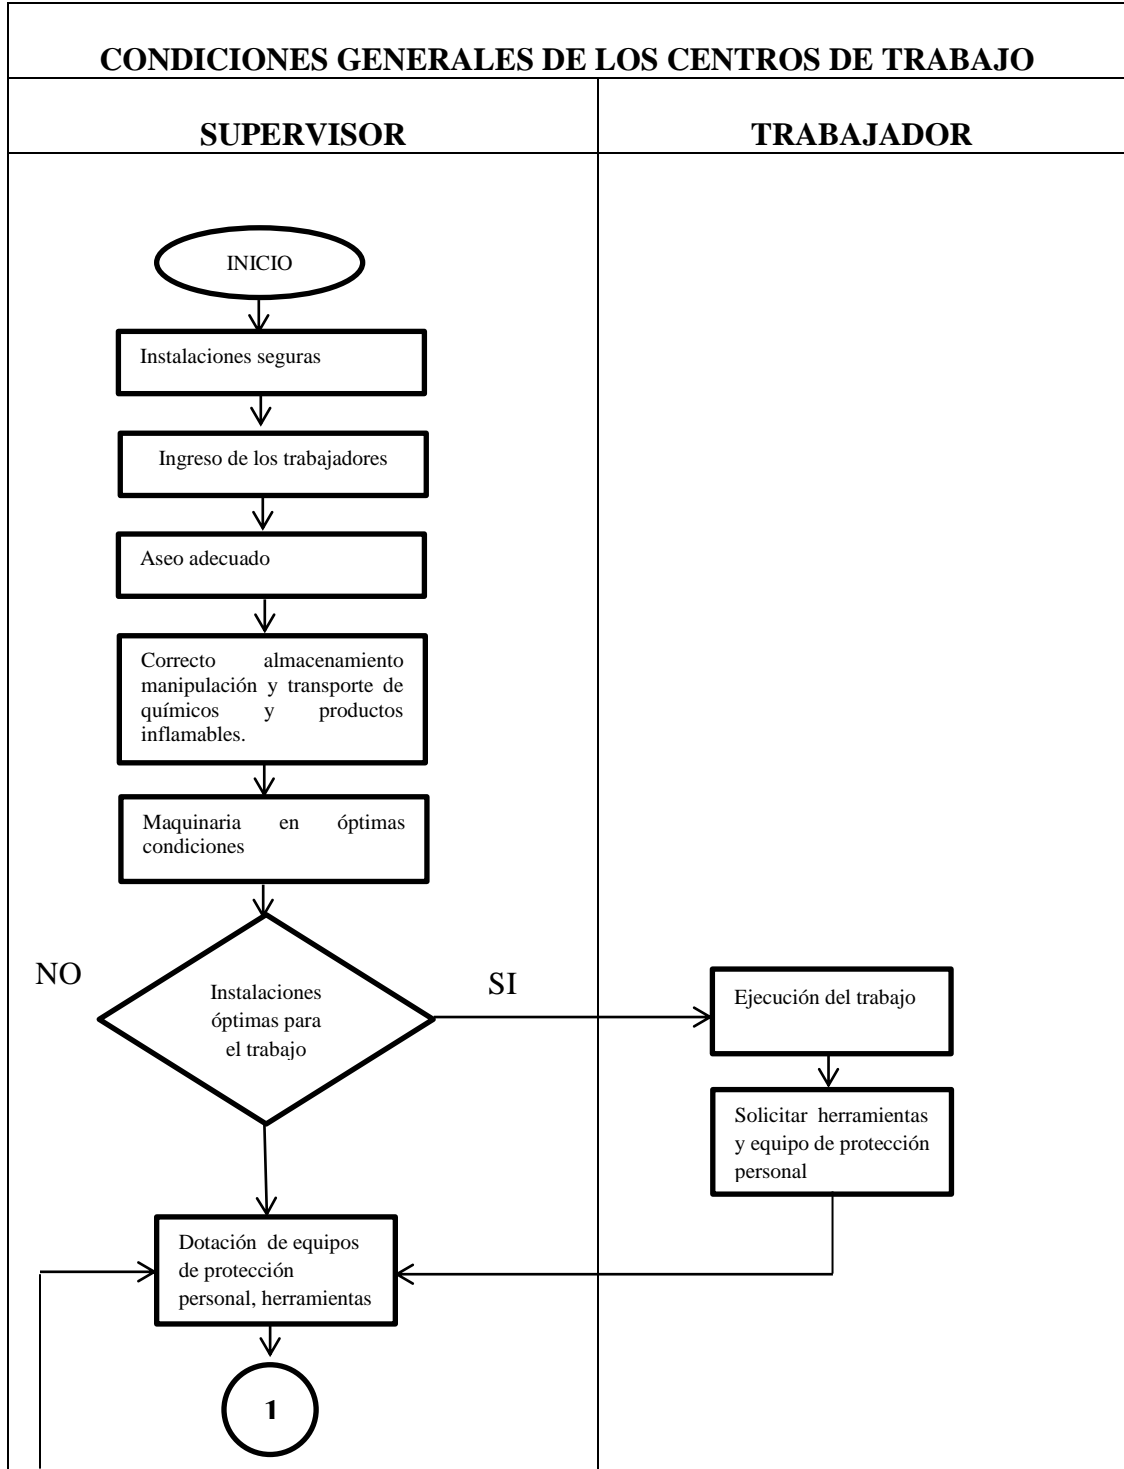 CONDICIONES GENERALES DE LOS CENTROS DE TRABAJO
SUPERVISOR
TRABAJADOR
INICIO
Instalaciones seguras
Ingreso de los trabajadores
Aseo adecuado
Correcto almacenamiento
manipulación y transporte de
químicos y productos
inflamables.
Maquinaria en óptimas
condiciones
NO
Instalaciones
óptimas para
el trabajo
SI
Ejecución del trabajo
Solicitar herramientas
y equipo de protección
personal
Dotación de equipos
de protección
personal, herramientas
1